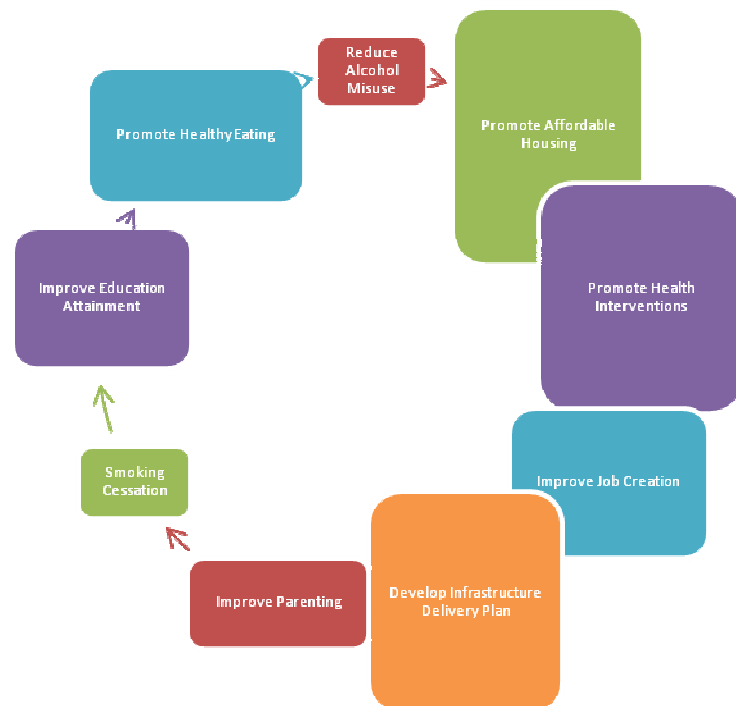 Reduce
Alcohol
Misuse
Promote Healthy Eating
Promote Affordable
Housing
Improve Education
Attainment
Promote Health
Interventions
Smoking
Cessation
Improve Job Creation
Improve Parenting
Develop Infrastructure
Delivery Plan